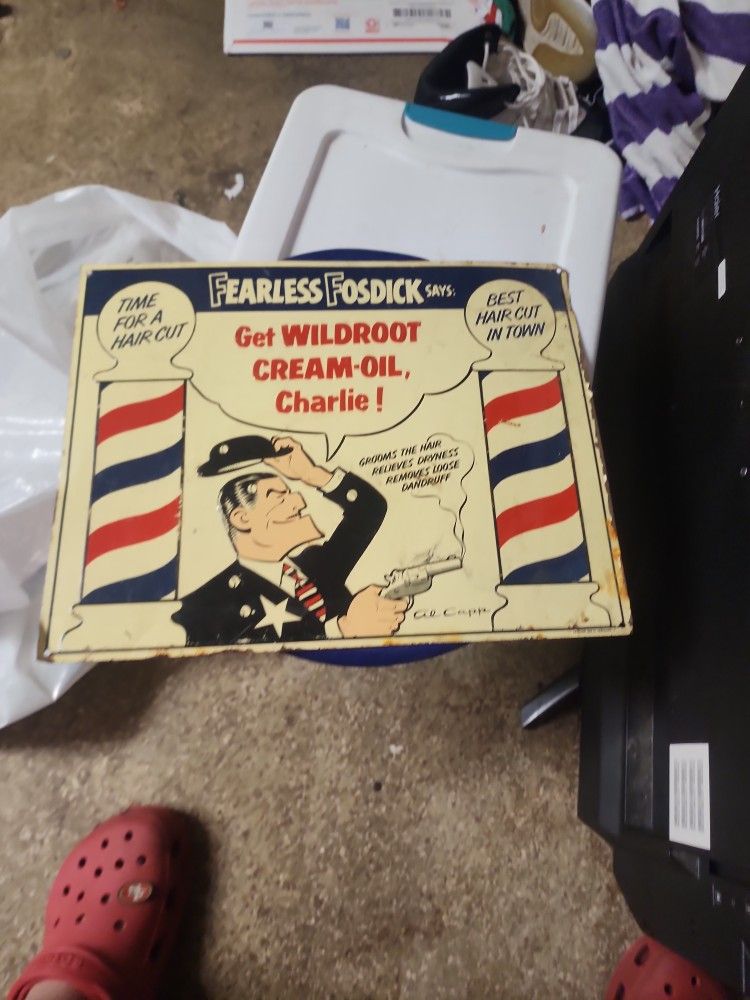 FEARLESS FOSDICK SAYS:
TIME
FOR A
HAIR CUT
Get WILDROOT
CREAM-OIL,
Charlie!
BEST
HAIR CUT
IN TOWN
GROOMS THE HAIR
RELIEVES DRYNESS
REMOVES LOOSE
DANDRUFF
Al Capp